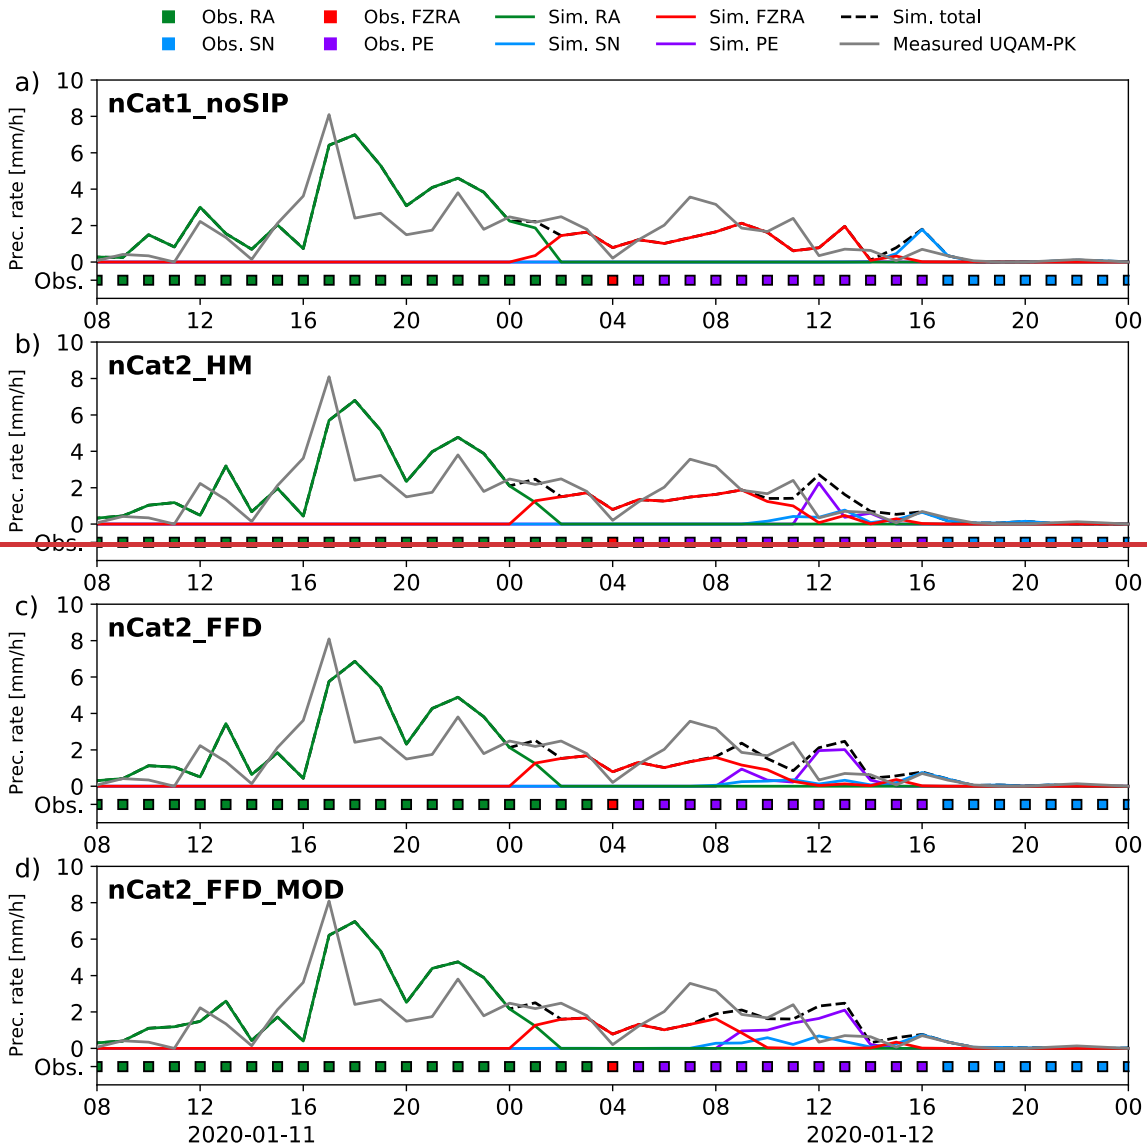 Obs. RA Obs. FZRA Sim. RA Sim. FZRA Sim. total
Obs. SN Obs. PE Sim. SN Sim. PE Measured UQAM-PK
a)
nCat1_noSIP
Prec. rate [mm/h]
10
8
6
4
2
0
Obs.
08 12 16 20 00 04 08 12 16 20 00
b)
nCat2_HM
Prec. rate [mm/h]
10
8
6
4
2
0
Obs.
08 12 16 20 00 04 08 12 16 20 00
c)
nCat2_FFD
Prec. rate [mm/h]
10
8
6
4
2
0
Obs.
08 12 16 20 00 04 08 12 16 20 00
d)
nCat2_FFD_MOD
Prec. rate [mm/h]
10
8
6
4
2
0
Obs.
08 12 16 20 00 04 08 12 16 20 00
2020-01-11 2020-01-12